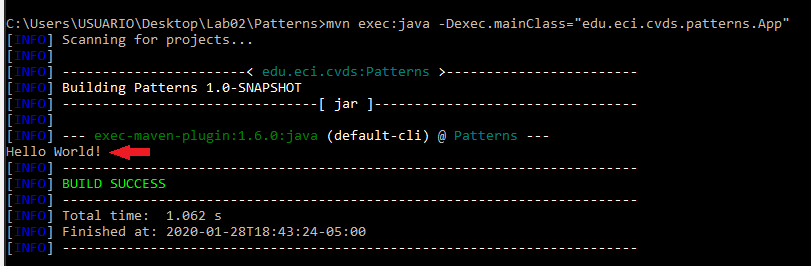 C:\Users\USUARIO\Desktop\Lab02\Patterns>mvn exec:java -Dexec.mainClass="edu.eci.cvds.patterns.App"
[INFO] Scanning for projects...
[INFO]
[INFO] -----------------------< edu.eci.cvds:Patterns >------------------------
[INFO] Building Patterns 1.0-SNAPSHOT
[INFO] --------------------------------[ jar ]---------------------------------
[INFO]
[INFO] --- exec-maven-plugin:1.6.0:java (default-cli) @ Patterns ---
Hello World!
[INFO] ------------------------------------------------------------------------
[INFO] BUILD SUCCESS
[INFO] ------------------------------------------------------------------------
[INFO] Total time:  1.062 s
[INFO] Finished at: 2020-01-28T18:43:24-05:00
[INFO] ------------------------------------------------------------------------